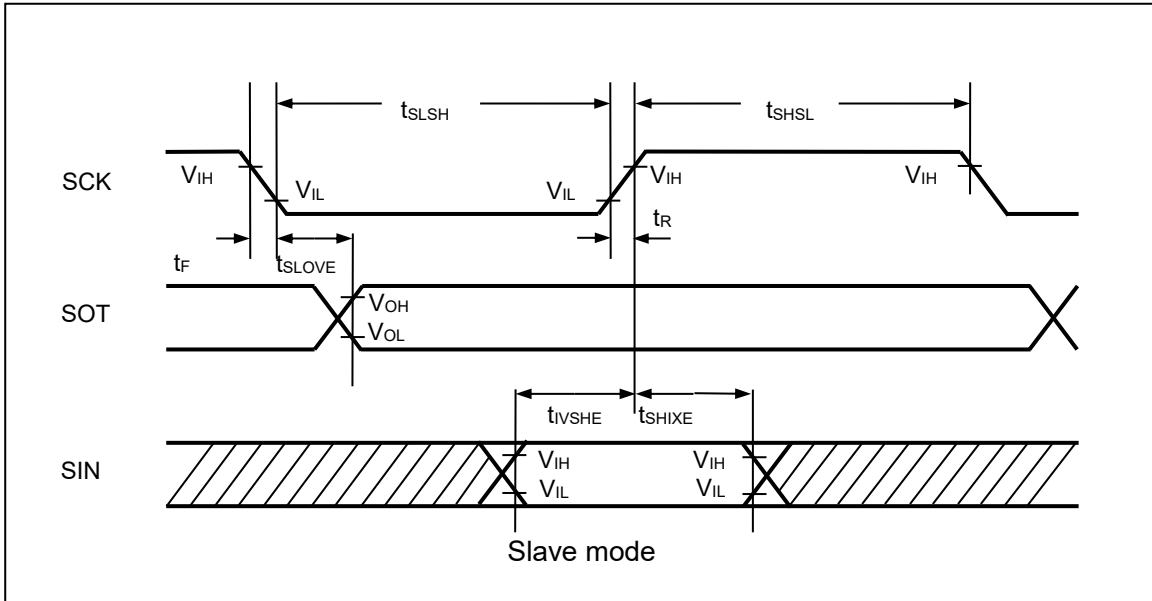 tSLSH tSHSL
SCK VIH VIL VIL VIH VIH
tR
tF tSLOVE
SOT VOH
VOL
tIVSHE tSHIXE
SIN VIH VIH
VIL VIL
Slave mode